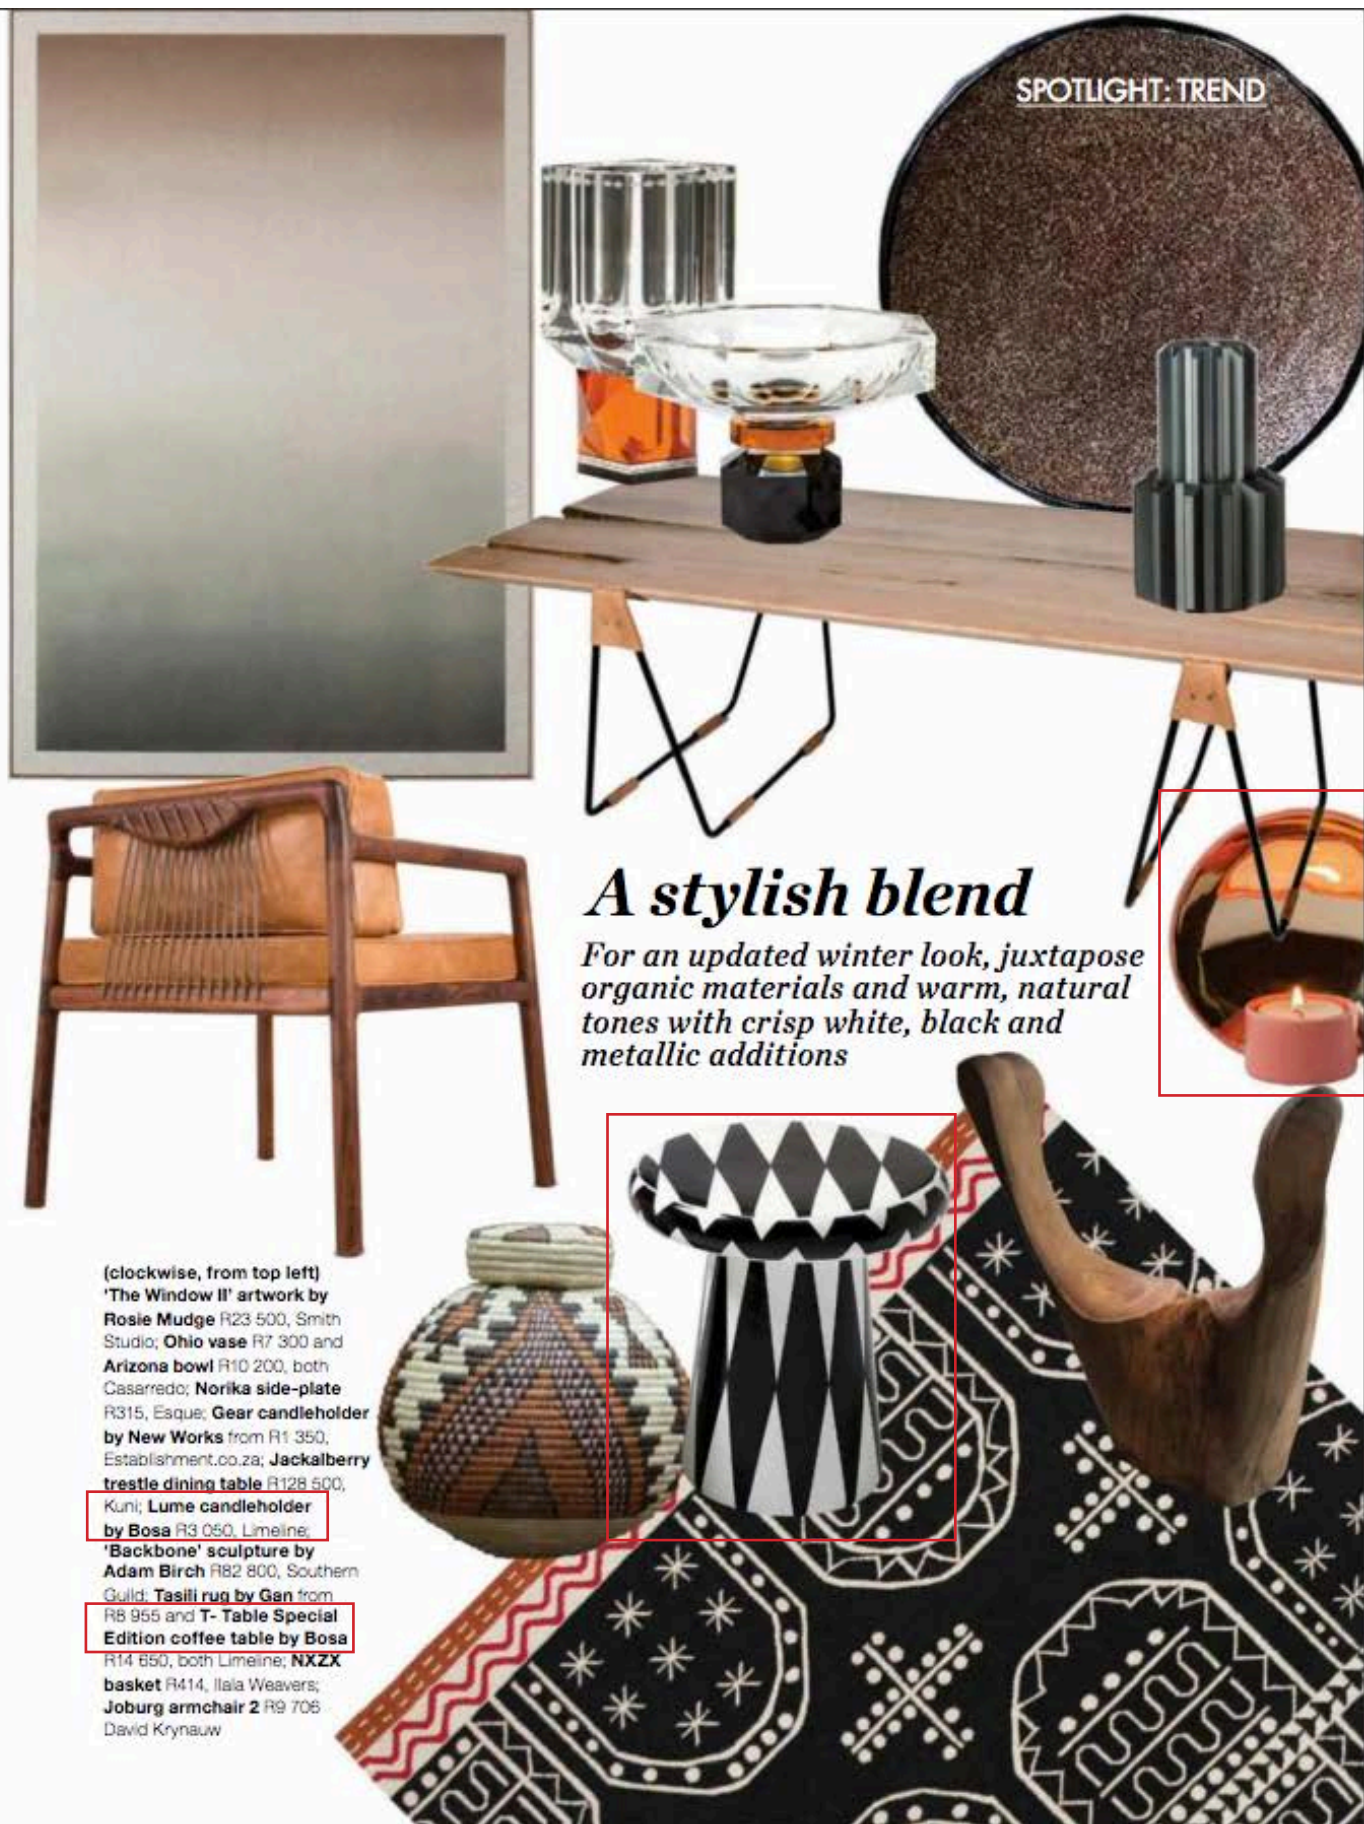 SPOTLIGHT: TREND
A stylish blend
For an updated winter look, juxtapose
organic materials and warm, natural
tones with crisp white, black and
metallic additions
(clockwise, from top left)
'The Window II' artwork by
Rosie Mudge R23 500, Smith
Studio; Ohio vase R7 300 and
Arizona bowl R10 200, both
Casarredo; Norika side-plate
R315, Esque; Gear candleholder
by New Works from R1 350,
Establishment.co.za; Jackalberry
trestle dining table R128 500,
Kuni; Lume candleholder
by Bosa R3 050, Limeline;
'Backbone' sculpture by
Adam Birch R82 800, Southern
Guild; Tasili rug by Gan from
R8 955 and T- Table Special
Edition coffee table by Bosa
R14 650, both Limeline; NXZX
basket R414, Ilala Weavers;
Joburg armchair 2 R9 706
David Krynauw